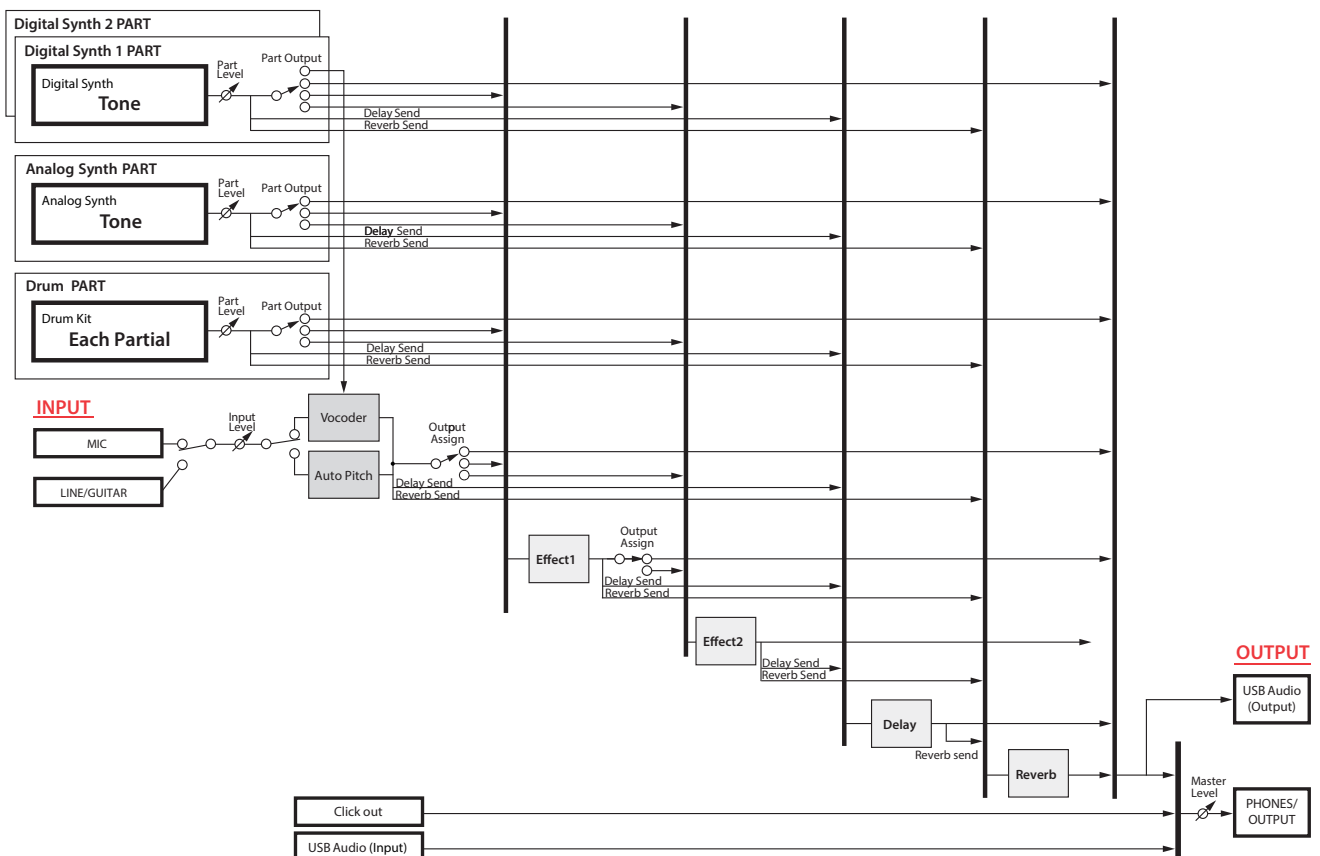 Digital Synth 2 PART
Digital Synth 1 PART
Digital Synth
Tone
Part
Level
Part Output
Delay Send
Reverb Send
Analog Synth PART
Analog Synth
Tone
Part
Level
Part Output
Delay Send
Reverb Send
Drum PART
Drum Kit
Each Partial
Part
Level
Part Output
Delay Send
Reverb Send
INPUT
MIC
LINE/GUITAR
Input
Level
Vocoder
Auto Pitch
Output
Assign
Delay Send
Reverb Send
Effect1
Output
Assign
Delay Send
Reverb Send
Effect2
Delay Send
Reverb Send
Delay
Reverb send
Reverb
OUTPUT
USB Audio
(Output)
Master
Level
PHONES/
OUTPUT
Click out
USB Audio (Input)